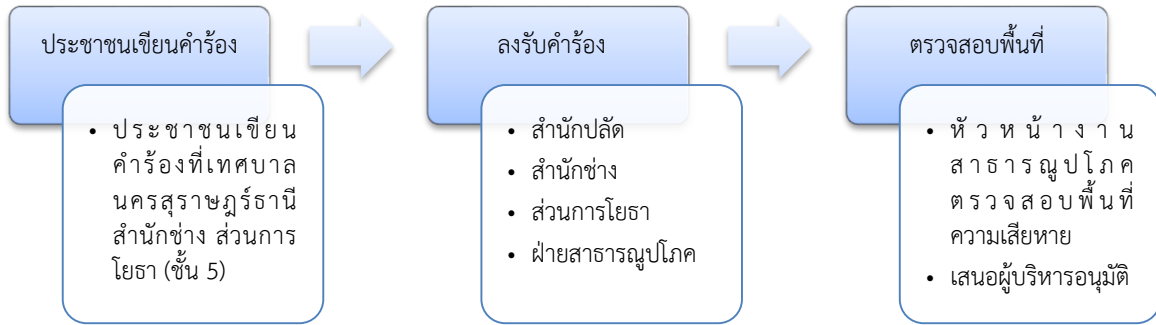 ประชาชนเขียนคำร้อง
• ประชาชนเขียน
คำร้องที่เทศบาล
นครสุราษฎร์ธานี
สำนักช่าง ส่วนการ
โยธา (ชั้น 5)
ลงรับคำร้อง
• สำนักปลัด
• สำนักช่าง
• ส่วนการโยธา
• ฝ่ายสาธารณูปโภค
ตรวจสอบพื้นที่
• หัวหน้างาน
สาธารณูปโภค
ตรวจสอบพื้นที่
ความเสียหาย
• เสนอผู้บริหารอนุมัติ